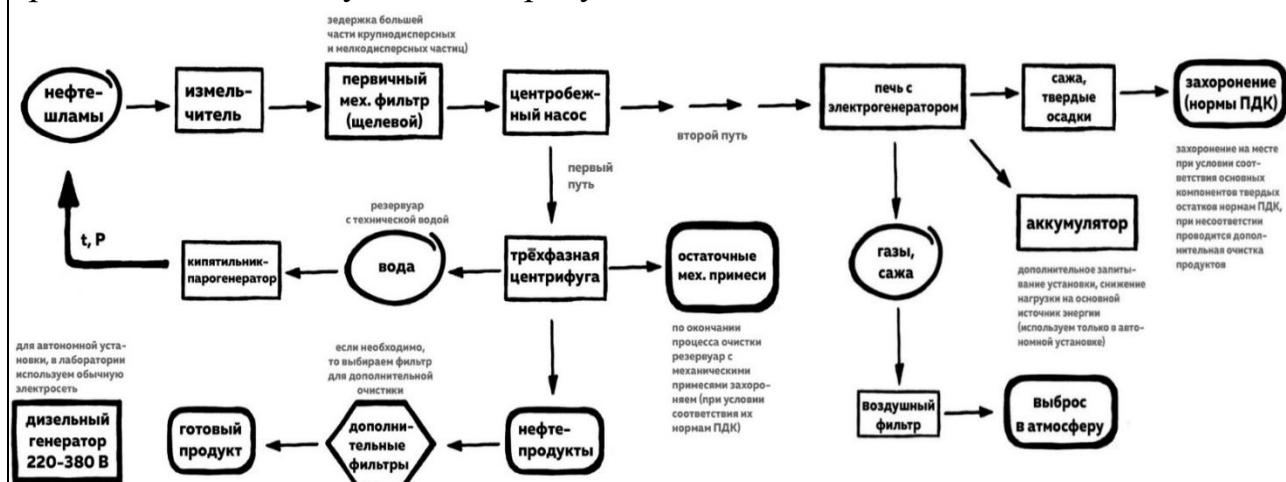 зедержка большей
части крупнодисперсных
и мелкодисперсных частиц)
нефте-
шламы
измель-
читель
первичный
мех. фильтр
(щелевой)
центробеж-
ный насос
второй путь
печь с
электрогенератором
сажа,
твердые
осадки
захоронение
(нормы ПДК)
первый
путь
захоронение на месте
при условии соот-
ветствия основных
компонентов твердых
остатков нормам ПДК,
при несоответстии
проводится допол-
нительная очистка
продуктов
t, P
кипятильник-
парогенератор
резервуар
с технической водой
вода
трёхфазная
центрифуга
остаточные
мех. примеси
газы,
сажа
аккумулятор
дополнительное запиты-
вание установки, снижение
нагрузки на основной
источник энергии
(используем только в авто-
номной установке)
по окончании
процесса очистки
резервуар с
механическими
примесями захоро-
няем (при условии
соответствия их
нормам ПДК)
для автономной уста-
новки, в лаборатории
используем обычную
электросеть
дизельный
генератор
220-380 В
готовый
продукт
если необходимо,
то выбираем фильтр
для дополнительной
очистки
дополни-
тельные
фильтры
нефте-
продукты
воздушный
фильтр
выброс
в атмосферу